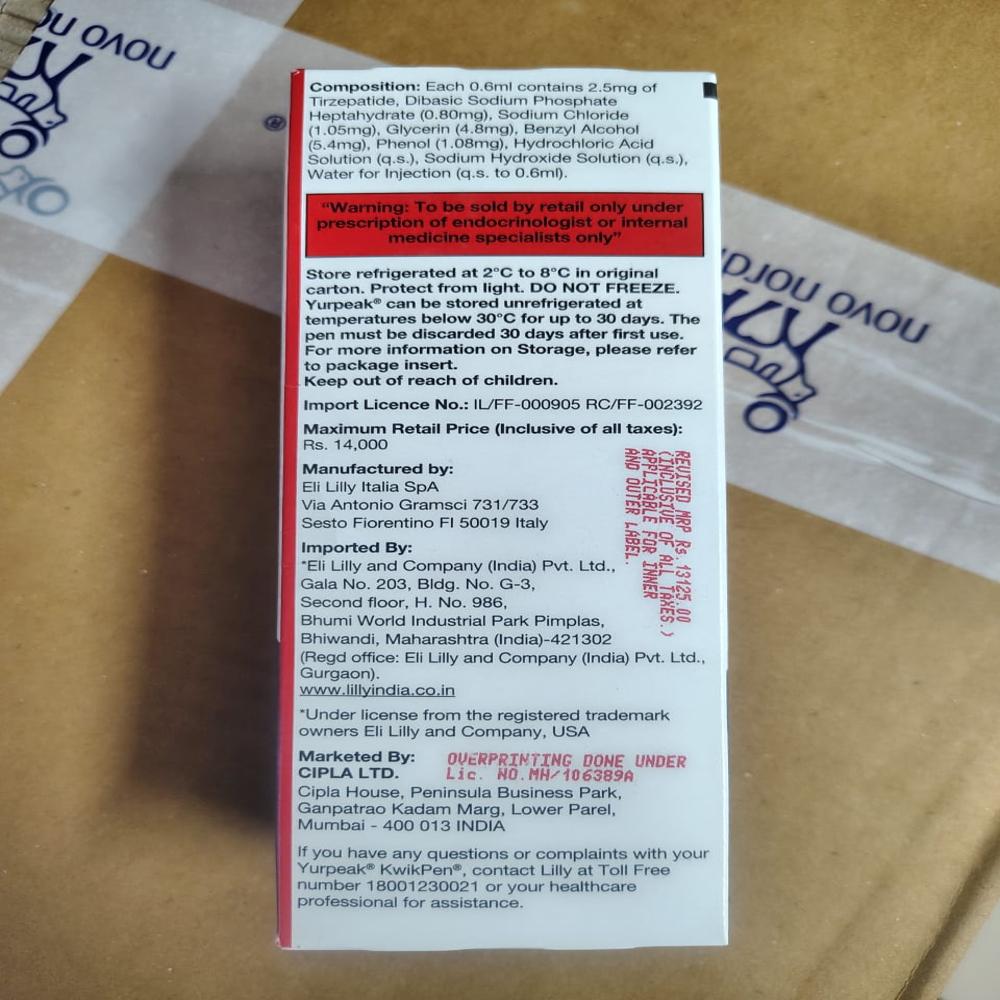 novo no
®
novo nord
Composition: Each 0.6ml contains 2.5mg of
Tirzepatide, Dibasic Sodium Phosphate
Heptahydrate (0.80mg), Sodium Chloride
(1.05mg), Glycerin (4.8mg), Benzyl Alcohol
(5.4mg), Phenol (1.08mg), Hydrochloric Acid
Solution (q.s.), Sodium Hydroxide Solution (q.s.),
Water for Injection (q.s. to 0.6ml).
“Warning: To be sold by retail only under
prescription of endocrinologist or internal
medicine specialists only”
Store refrigerated at 2°C to 8°C in original
carton. Protect from light. DO NOT FREEZE.
Yurpeak® can be stored unrefrigerated at
temperatures below 30°C for up to 30 days. The
pen must be discarded 30 days after first use.
For more information on Storage, please refer
to package insert.
Keep out of reach of children.
Import Licence No.: IL/FF-000905 RC/FF-002392
Maximum Retail Price (Inclusive of all taxes):
Rs. 14,000
REVISED MRP Rs.13125.00
(INCLUSIVE OF ALL TAXES.)
APPLICABLE FOR INNER
AND OUTER LABEL.
Manufactured by:
Eli Lilly Italia SpA
Via Antonio Gramsci 731/733
Sesto Fiorentino FI 50019 Italy
Imported By:
*Eli Lilly and Company (India) Pvt. Ltd.,
Gala No. 203, Bldg. No. G-3,
Second floor, H. No. 986,
Bhumi World Industrial Park Pimplas,
Bhiwandi, Maharashtra (India)-421302
(Regd office: Eli Lilly and Company (India) Pvt. Ltd.,
Gurgaon).
www.lillyindia.co.in
*Under license from the registered trademark
owners Eli Lilly and Company, USA
Marketed By:
CIPLA LTD.
OVERPRINTING DONE UNDER
Lic. NO.MH/106389A
Cipla House, Peninsula Business Park,
Ganpatrao Kadam Marg, Lower Parel,
Mumbai - 400 013 INDIA
If you have any questions or complaints with your
Yurpeak® KwikPen®, contact Lilly at Toll Free
number 18001230021 or your healthcare
professional for assistance.